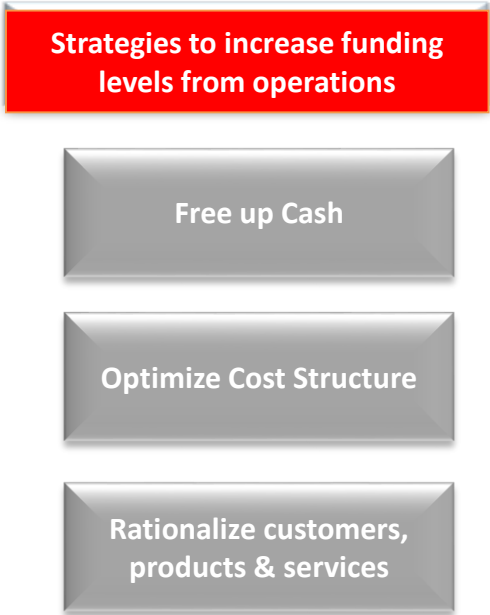 Strategies to increase funding
levels from operations
Free up Cash
Optimize Cost Structure
Rationalize customers,
products & services